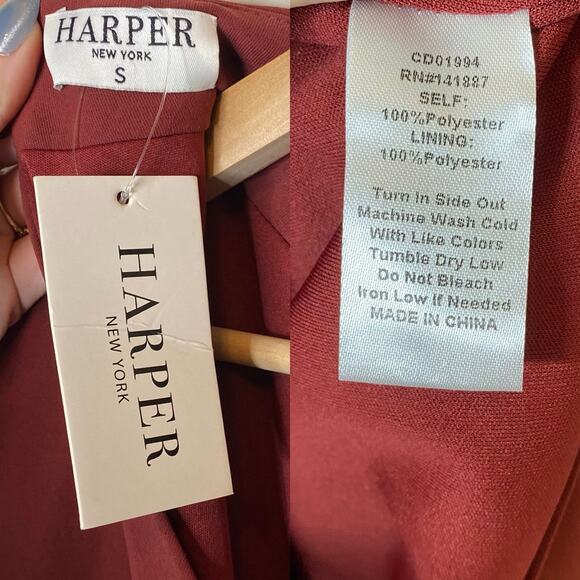 HARPER
NEW YORK
S
HARPER
NEW YORK
CD01994
RN#141887
SELF:
100%Polyester
LINING:
100%Polyester
Turn in Side Out
Machine Wash Cold
With Like Colors
Tumble Dry Low
Do Not Bleach
Iron Low If Needed
MADE IN CHINA